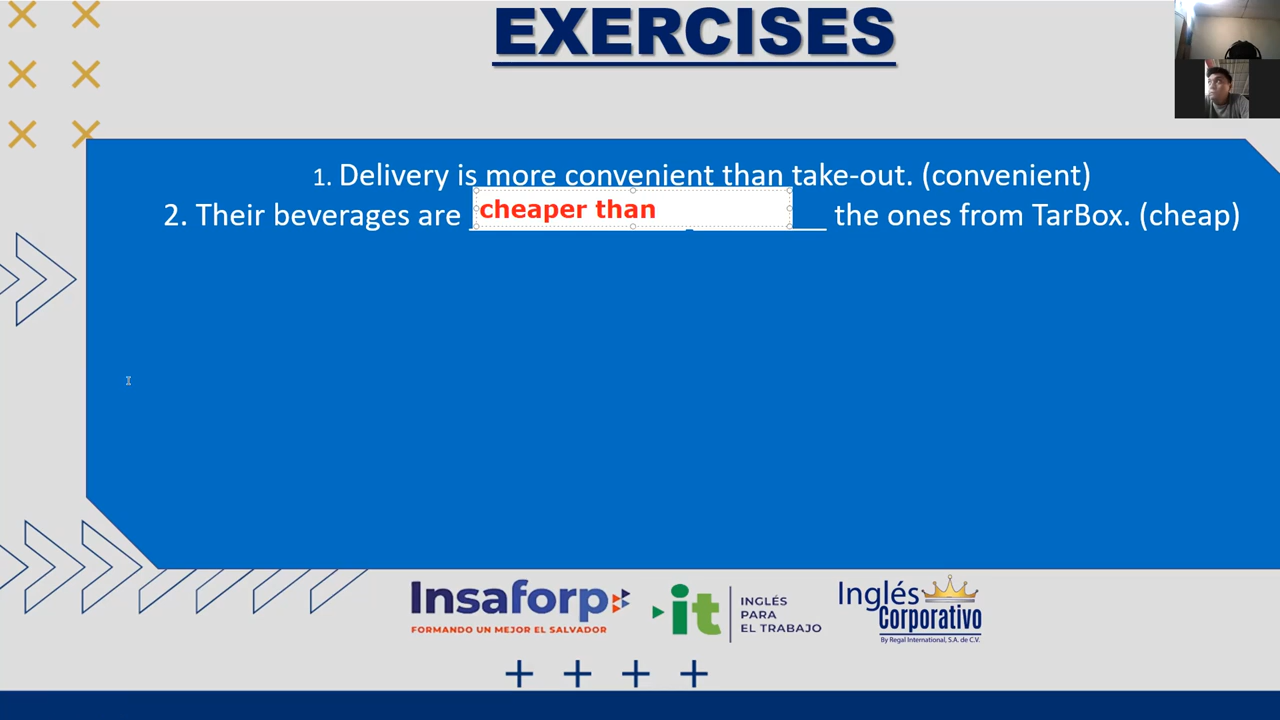 EXERCISES
1. Delivery is more convenient than take-out. (convenient)
2. Their beverages are cheaper than the ones from TarBox. (cheap)
Insaforp
FORMANDO UN MEJOR EL SALVADOR
it
INGLÉS
PARA
EL TRABAJO
Inglés
Corporativo
By Regal International, S.A. de C.V.